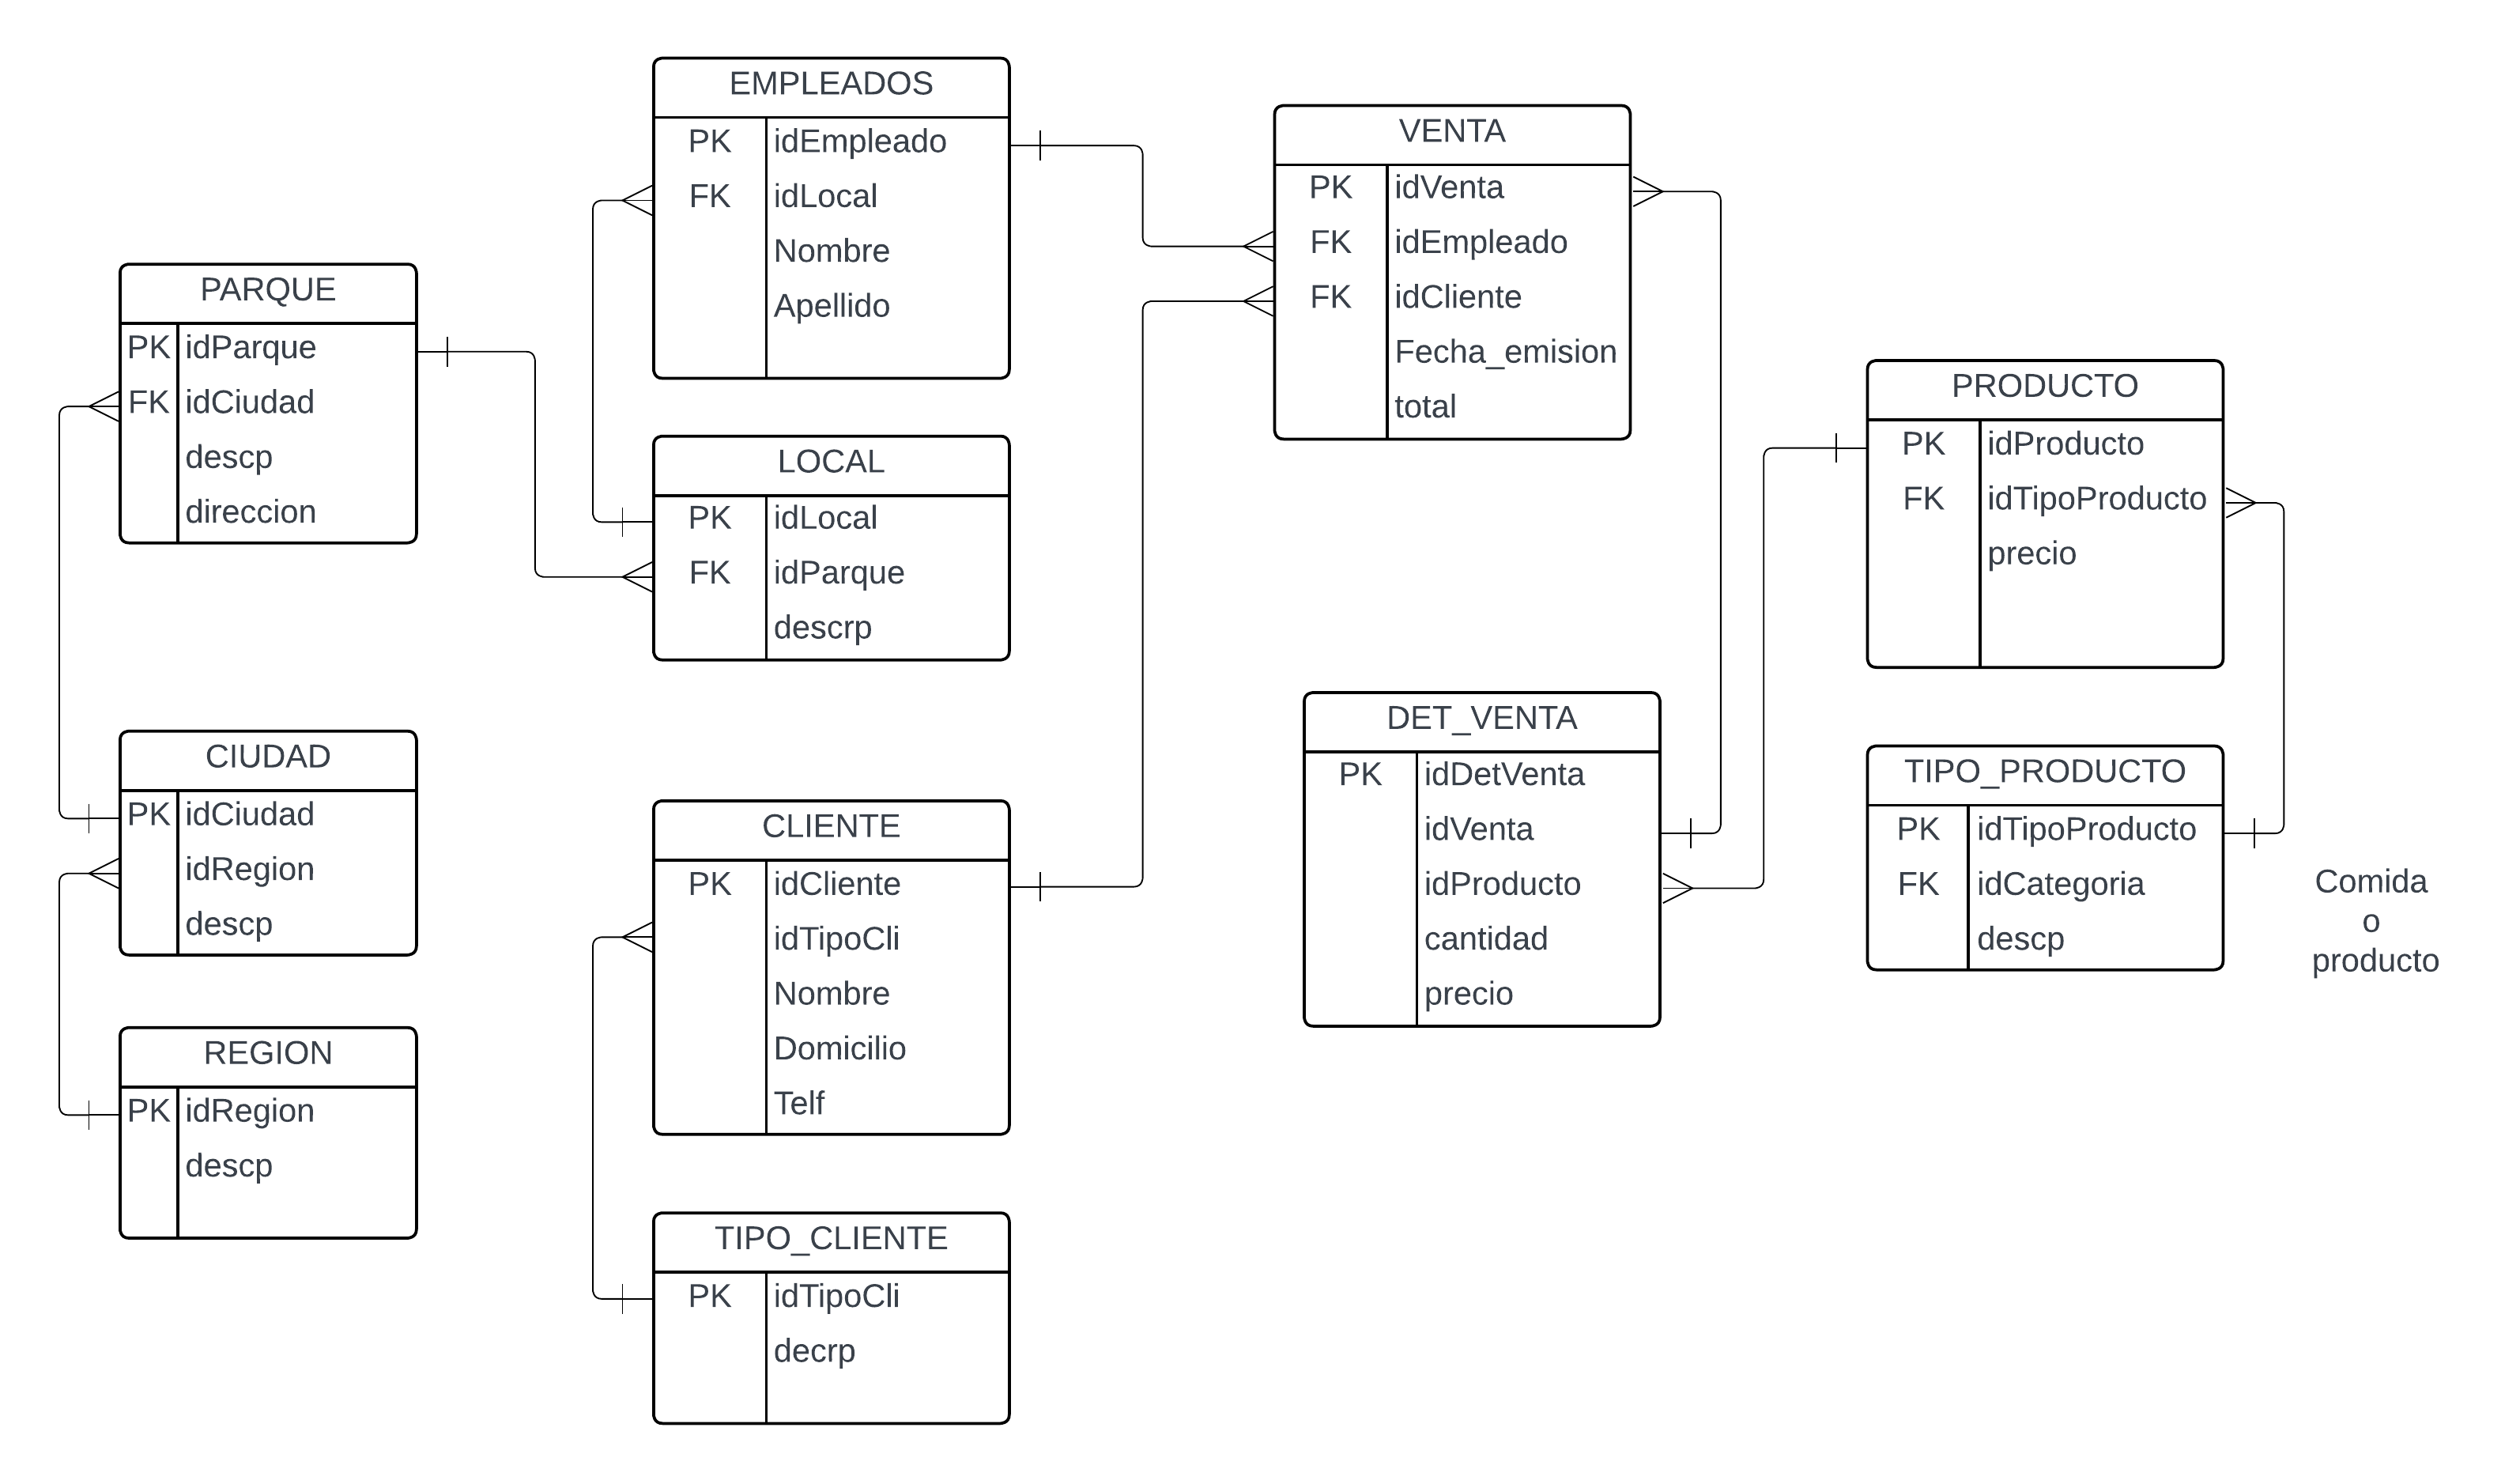 EMPLEADOS
PK idEmpleado
FK idLocal
Nombre
Apellido
PARQUE
PK idParque
FK idCiudad
descp
direccion
LOCAL
PK idLocal
FK idParque
descrp
CIUDAD
PK idCiudad
idRegion
descp
REGION
PK idRegion
descp
CLIENTE
PK idCliente
idTipoCli
Nombre
Domicilio
Telf
TIPO_CLIENTE
PK idTipoCli
decrp
VENTA
PK idVenta
FK idEmpleado
FK idCliente
Fecha_emision
total
DET_VENTA
PK idDetVenta
idVenta
idProducto
cantidad
precio
PRODUCTO
PK idProducto
FK idTipoProducto
precio
TIPO_PRODUCTO
PK idTipoProducto
FK idCategoria
descp
Comida
o
producto